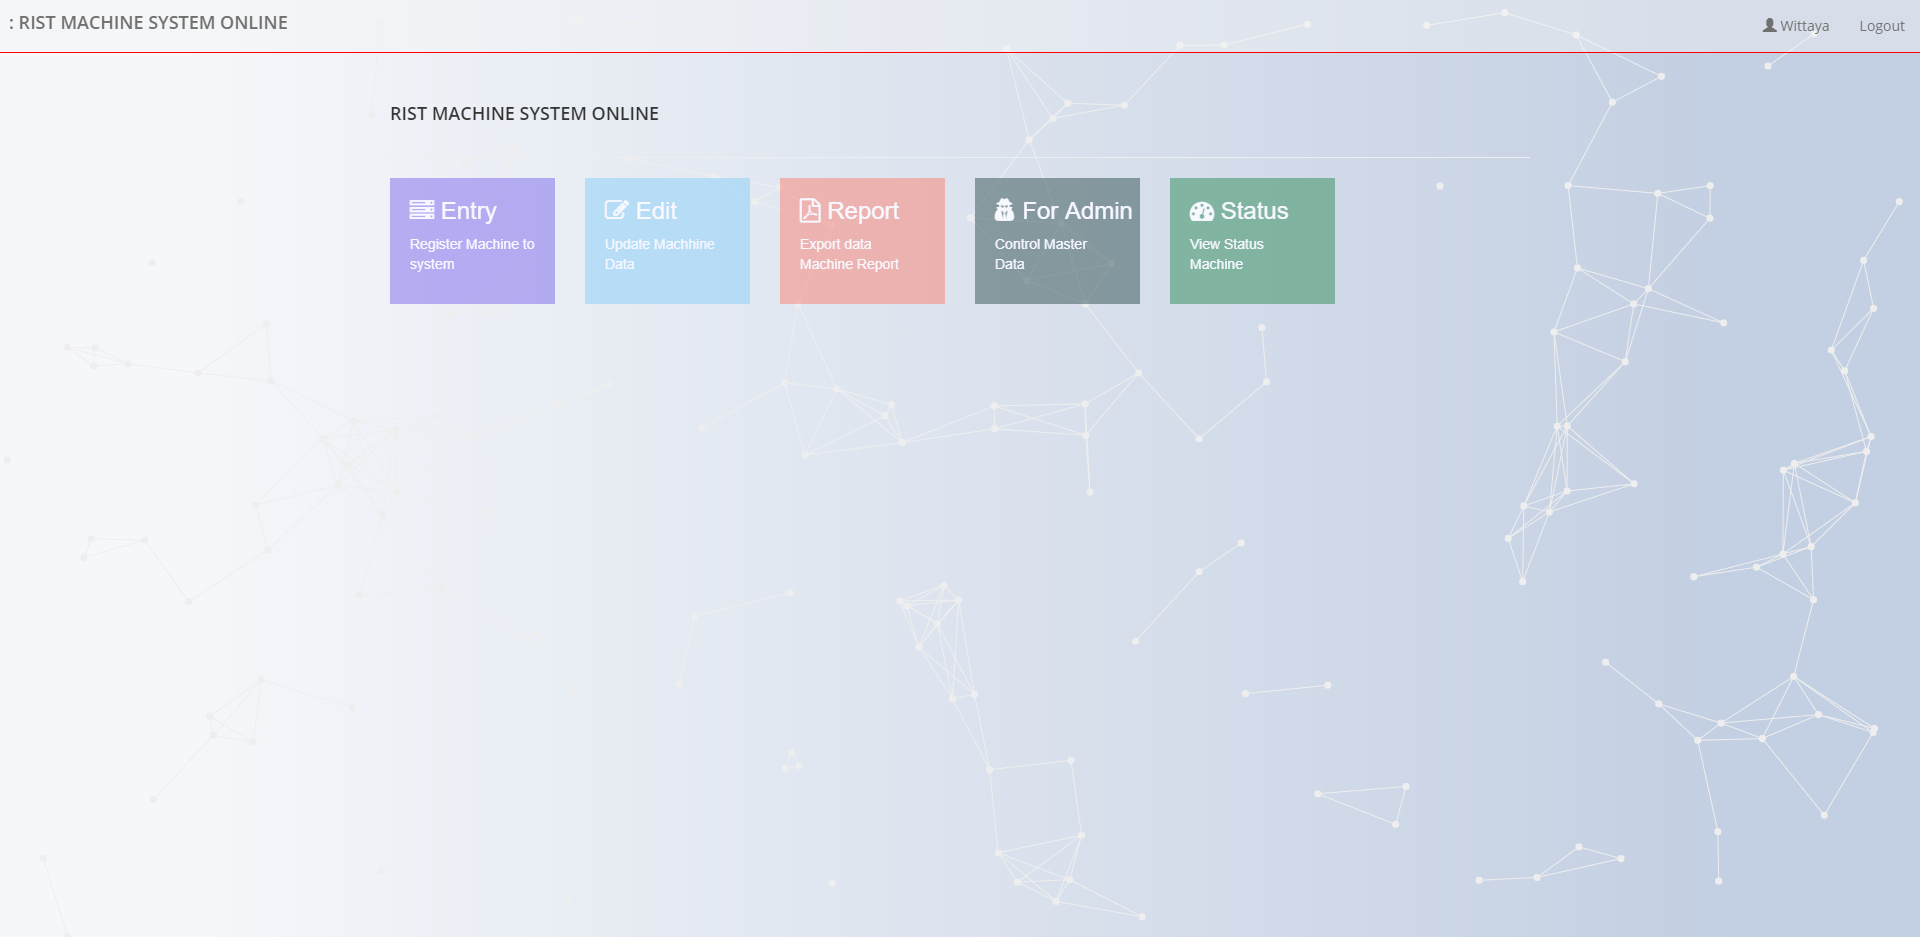 : RIST MACHINE SYSTEM ONLINE
Wittaya
Logout
RIST MACHINE SYSTEM ONLINE
Entry
Register Machine to
system
Edit
Update Machhine
Data
Report
Export data
Machine Report
For Admin
Control Master
Data
Status
View Status
Machine